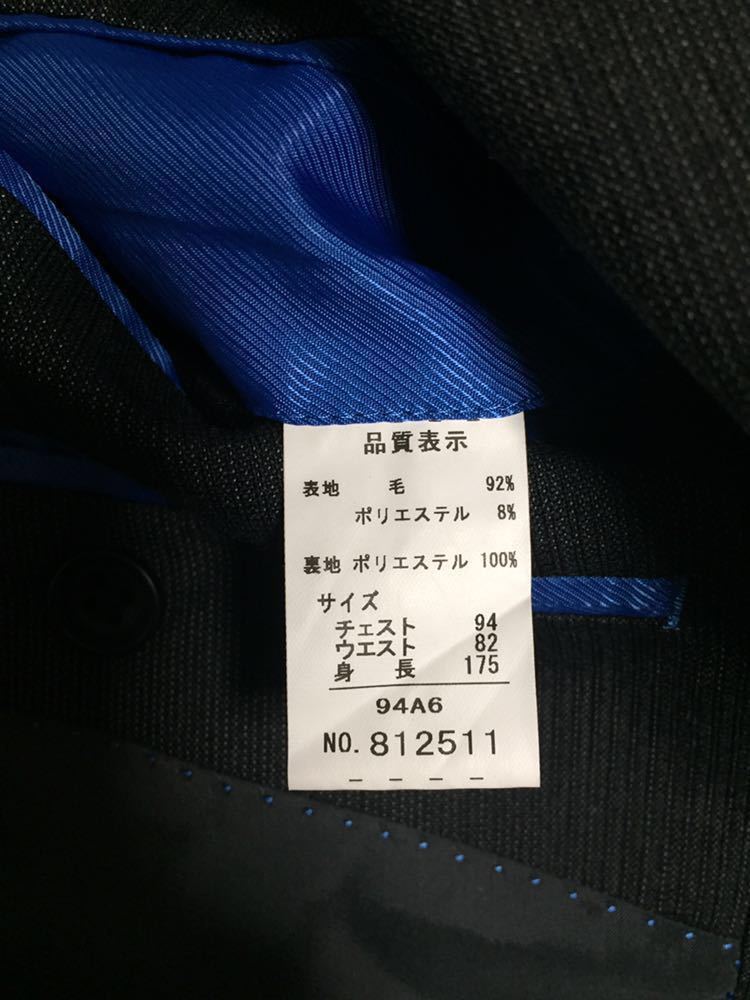 品質表示
表地 毛 92%
ポリエステル 8%
裏地 ポリエステル 100%
サイズ
チェスト 94
ウエスト 82
身長 175
94A6
NO. 812511